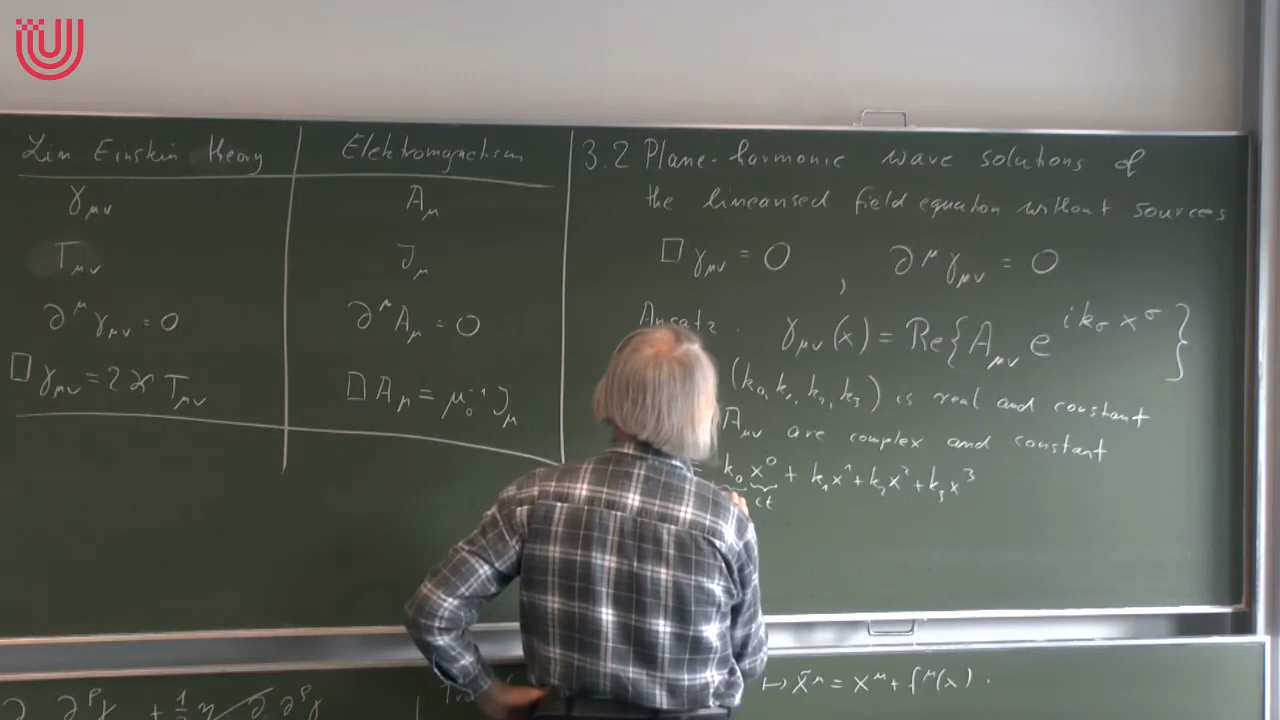 Lin Einstein theory
Elektromagnetism
γ_μν
A_μ
T_μν
J_μ
∂^μ γ_μν = 0
∂^μ A_μ = 0
□ γ_μν = 2ϰ T_μν
□ A_μ = μ_0^-1 J_μ
3.2 Plane-harmonic wave solutions of
the linearised field equation without sources
□ γ_μν = 0 , ∂^μ γ_μν = 0
Ansatz: γ_μν(x) = Re{A_μν e^{i k_σ x^σ}}
(k_0, k_1, k_2, k_3) is real and constant
A_μν are complex and constant
= k_0 x^0 + k_1 x^1 + k_2 x^2 + k_3 x^3
ct
↦ x̃^μ = x^μ + f^μ(x).